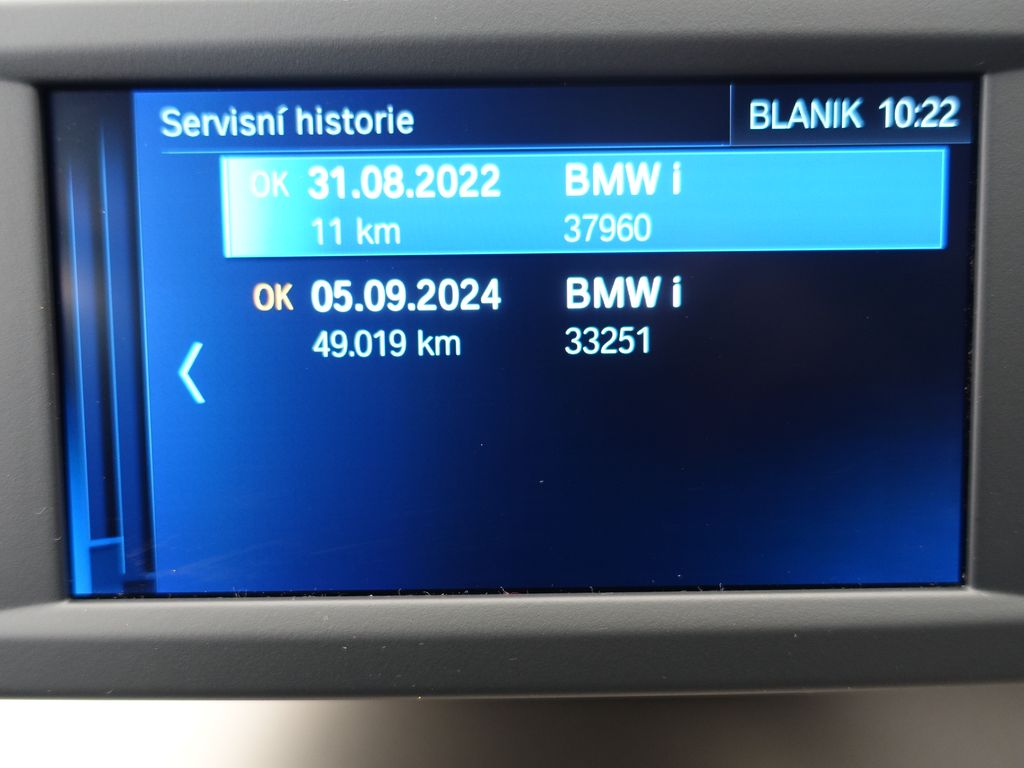 Servisní historie BLANIK 10:22
OK 31.08.2022 BMW i
11 km 37960
OK 05.09.2024 BMW i
49.019 km 33251